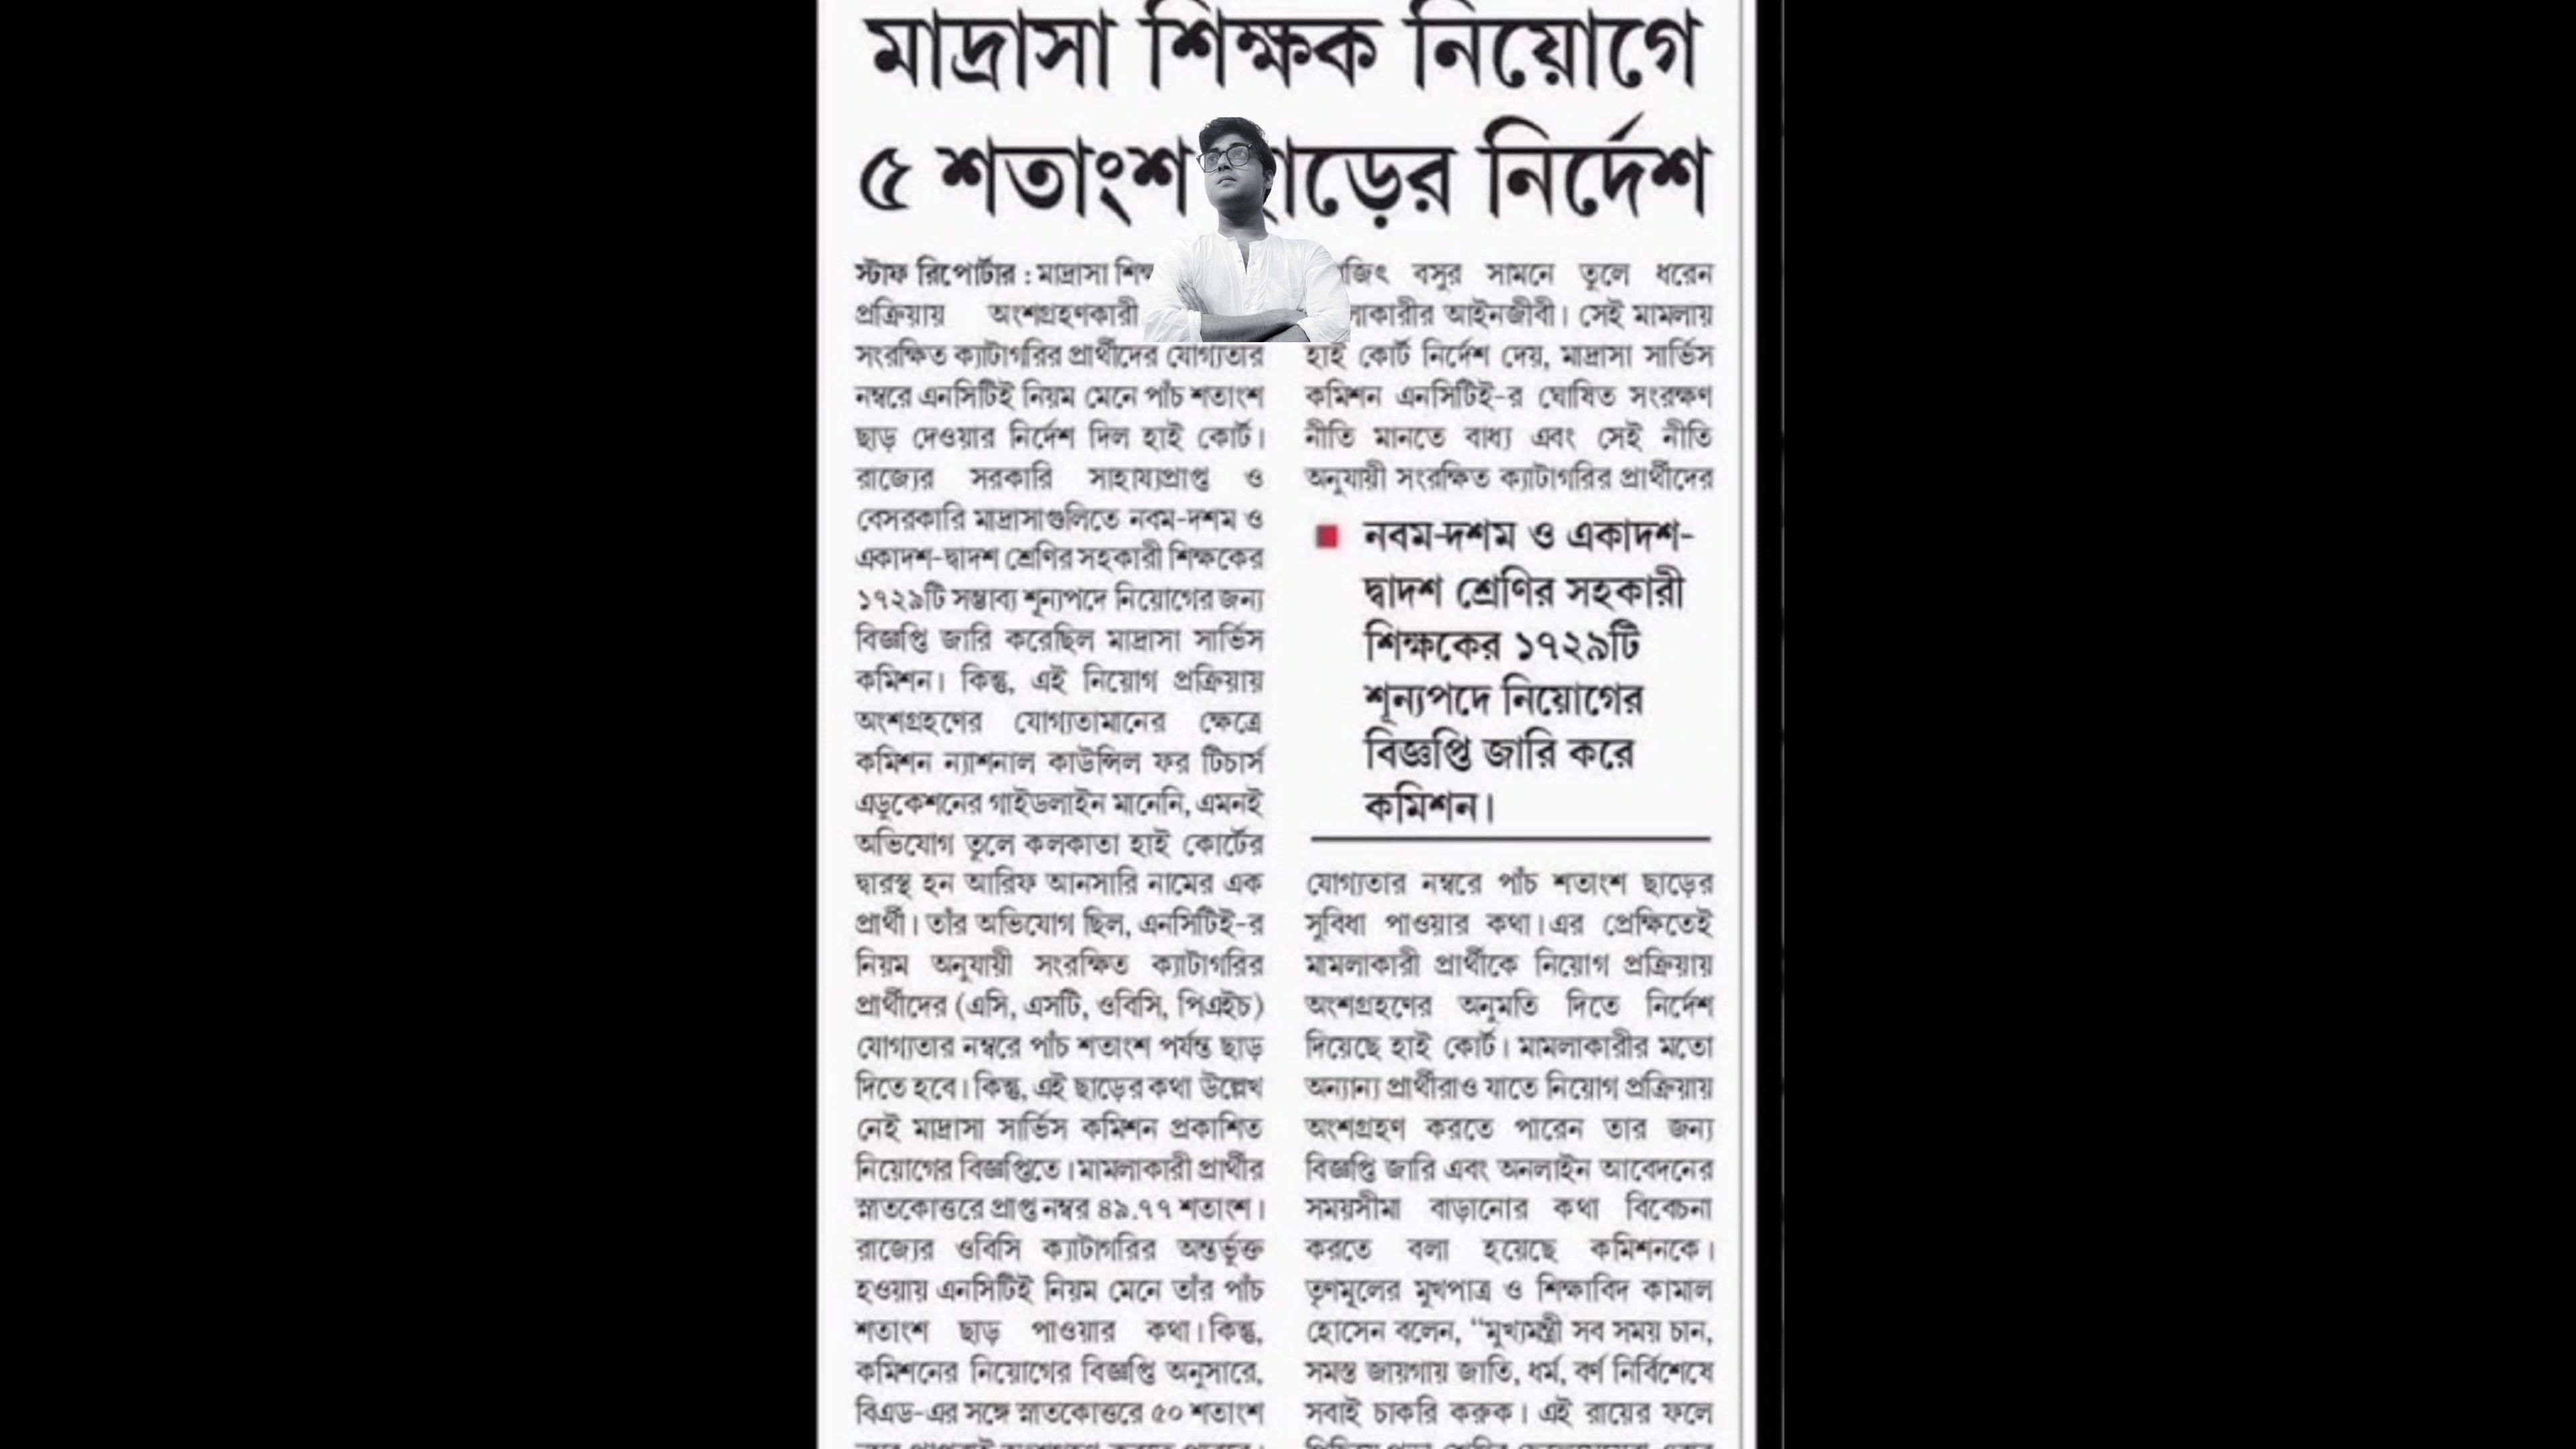 মাদ্রাসা শিক্ষক নিয়োগে
৫ শতাংশ াড়ের নির্দেশ
স্টাফ রিপোর্টার : মাদ্রাসা
প্রক্রিয়ায় অংশগ্রহণকারী
সংরক্ষিত ক্যাটাগরির প্রার্থীদের যোগ্যতার
নম্বরে এনসিটিই নিয়ম মেনে পাঁচ শতাংশ
ছাড় দেওয়ার নির্দেশ দিল হাই কোর্ট।
রাজ্যের সরকারি সাহায্যপ্রাপ্ত ও
বেসরকারি মাদ্রাসাগুলিতে নবম-দশম ও
একাদশ-দ্বাদশ শ্রেণির সহকারী শিক্ষকের
১৭২৯টি সম্ভাব্য শূন্যপদে নিয়োগের জন্য
বিজ্ঞপ্তি জারি করেছিল মাদ্রাসা সার্ভিস
কমিশন। কিন্তু, এই নিয়োগ প্রক্রিয়ায়
অংশগ্রহণের যোগ্যতামানের ক্ষেত্রে
কমিশন ন্যাশনাল কাউন্সিল ফর টিচার্স
এডুকেশনের গাইডলাইন মানেনি, এমনই
অভিযোগ তুলে কলকাতা হাই কোর্টের
দ্বারস্থ হন আরিফ আনসারি নামের এক
প্রার্থী। তাঁর অভিযোগ ছিল, এনসিটিই-র
নিয়ম অনুযায়ী সংরক্ষিত ক্যাটাগরির
প্রার্থীদের (এসি, এসটি, ওবিসি, পিএইচ)
যোগ্যতার নম্বরে পাঁচ শতাংশ পর্যন্ত ছাড়
দিতে হবে। কিন্তু, এই ছাড়ের কথা উল্লেখ
নেই মাদ্রাসা সার্ভিস কমিশন প্রকাশিত
নিয়োগের বিজ্ঞপ্তিতে। মামলাকারী প্রার্থীর
স্নাতকোত্তরে প্রাপ্ত নম্বর ৪৯.৭৭ শতাংশ।
রাজ্যের ওবিসি ক্যাটাগরির অন্তর্ভুক্ত
হওয়ায় এনসিটিই নিয়ম মেনে তাঁর পাঁচ
শতাংশ ছাড় পাওয়ার কথা। কিন্তু,
কমিশনের নিয়োগের বিজ্ঞপ্তি অনুসারে,
বিএড-এর সঙ্গে স্নাতকোত্তরে ৫০ শতাংশ
জিৎ বসুর সামনে তুলে ধরেন
লাকারীর আইনজীবী। সেই মামলায়
হাই কোর্ট নির্দেশ দেয়, মাদ্রাসা সার্ভিস
কমিশন এনসিটিই-র ঘোষিত সংরক্ষণ
নীতি মানতে বাধ্য এবং সেই নীতি
অনুযায়ী সংরক্ষিত ক্যাটাগরির প্রার্থীদের
নবম-দশম ও একাদশ-
দ্বাদশ শ্রেণির সহকারী
শিক্ষকের ১৭২৯টি
শূন্যপদে নিয়োগের
বিজ্ঞপ্তি জারি করে
কমিশন।
যোগ্যতার নম্বরে পাঁচ শতাংশ ছাড়ের
সুবিধা পাওয়ার কথা। এর প্রেক্ষিতেই
মামলাকারী প্রার্থীকে নিয়োগ প্রক্রিয়ায়
অংশগ্রহণের অনুমতি দিতে নির্দেশ
দিয়েছে হাই কোর্ট। মামলাকারীর মতো
অন্যান্য প্রার্থীরাও যাতে নিয়োগ প্রক্রিয়ায়
অংশগ্রহণ করতে পারেন তার জন্য
বিজ্ঞপ্তি জারি এবং অনলাইন আবেদনের
সময়সীমা বাড়ানোর কথা বিবেচনা
করতে বলা হয়েছে কমিশনকে।
তৃণমূলের মুখপাত্র ও শিক্ষাবিদ কামাল
হোসেন বলেন, “মুখ্যমন্ত্রী সব সময় চান,
সমস্ত জায়গায় জাতি, ধর্ম, বর্ণ নির্বিশেষে
সবাই চাকরি করুক। এই রায়ের ফলে